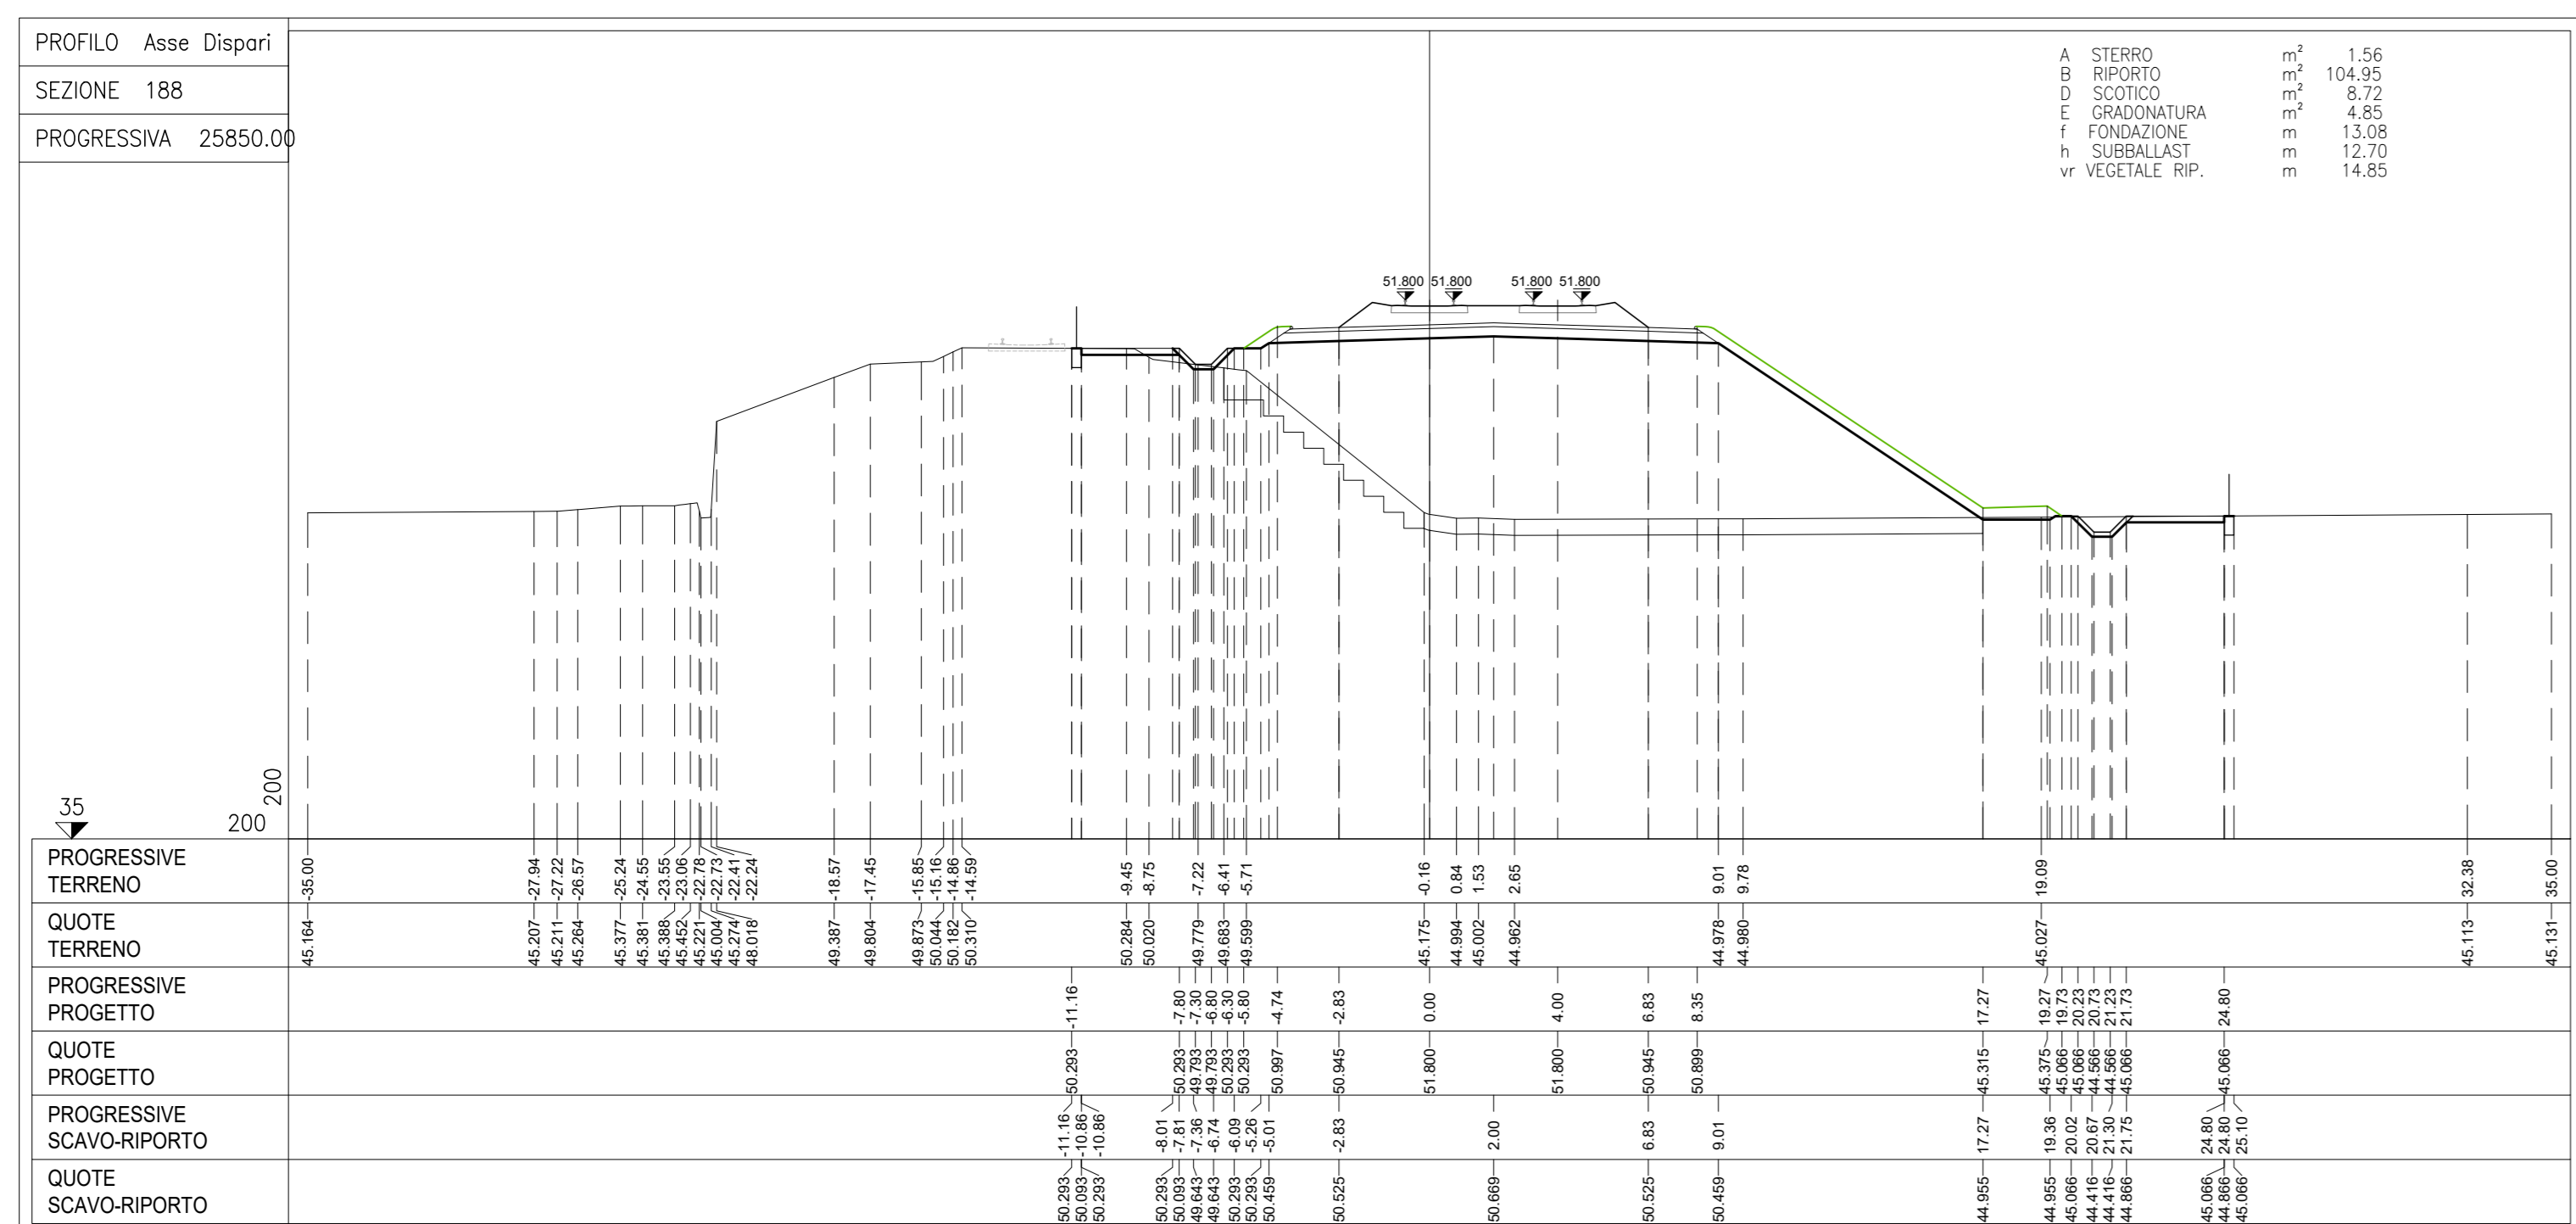 PROFILO Asse Dispari
SEZIONE 188
PROGRESSIVA 25850.00
A STERRO m² 1.56
B RIPORTO m² 104.95
D SCOTICO m² 8.72
E GRADONATURA m² 4.85
f FONDAZIONE m 13.08
h SUBBALLAST m 12.70
vr VEGETALE RIP. m 14.85
51.800 51.800 51.800 51.800
35
200
200
PROGRESSIVE TERRENO
-35.00 -27.94 -27.22 -26.57 -25.24 -24.55 -23.55 -23.06 -22.78 -22.73 -22.41 -22.24 -18.57 -17.45 -15.85 -15.16 -14.86 -14.59 -9.45 -8.75 -7.22 -6.41 -5.71 -0.16 0.84 1.53 2.65 9.01 9.78 19.09 32.38 35.00
QUOTE TERRENO
45.164 45.207 45.211 45.264 45.377 45.381 45.388 45.452 45.221 45.004 45.274 48.018 49.387 49.804 49.873 50.044 50.182 50.310 50.284 50.020 49.779 49.683 49.599 45.175 44.994 45.002 44.962 44.978 44.980 45.027 45.113 45.131
PROGRESSIVE PROGETTO
-11.16 -7.80 -7.30 -6.80 -6.30 -5.80 -4.74 -2.83 0.00 4.00 6.83 8.35 17.27 19.27 19.73 20.23 20.73 21.23 21.73 24.80
QUOTE PROGETTO
50.293 50.293 49.793 49.793 50.293 50.293 50.997 50.945 51.800 51.800 50.945 50.899 45.315 45.375 45.066 45.066 44.566 44.566 45.066 45.066
PROGRESSIVE SCAVO-RIPORTO
-11.16 -10.86 -10.86 -8.01 -7.81 -7.36 -6.74 -6.09 -5.26 -5.01 -2.83 2.00 6.83 9.01 17.27 19.36 20.02 20.67 21.30 21.75 24.80 24.80 25.10
QUOTE SCAVO-RIPORTO
50.293 50.093 50.293 50.293 50.093 49.643 49.643 50.293 50.293 50.459 50.525 50.669 50.525 50.459 44.955 44.955 45.066 44.416 44.416 44.866 45.066 44.866 45.066